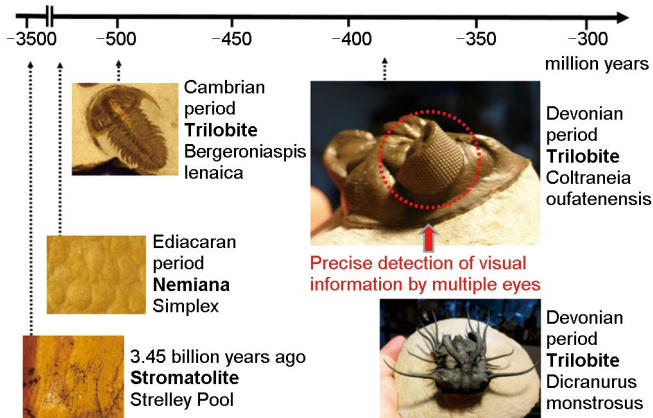 −3500 −500 −450 −400 −350 −300
million years
Cambrian
period
Trilobite
Bergeroniaspis
lenaica
Devonian
period
Trilobite
Coltraneia
oufatenensis
Precise detection of visual
information by multiple eyes
Ediacaran
period
Nemiana
Simplex
3.45 billion years ago
Stromatolite
Strelley Pool
Devonian
period
Trilobite
Dicranurus
monstrosus